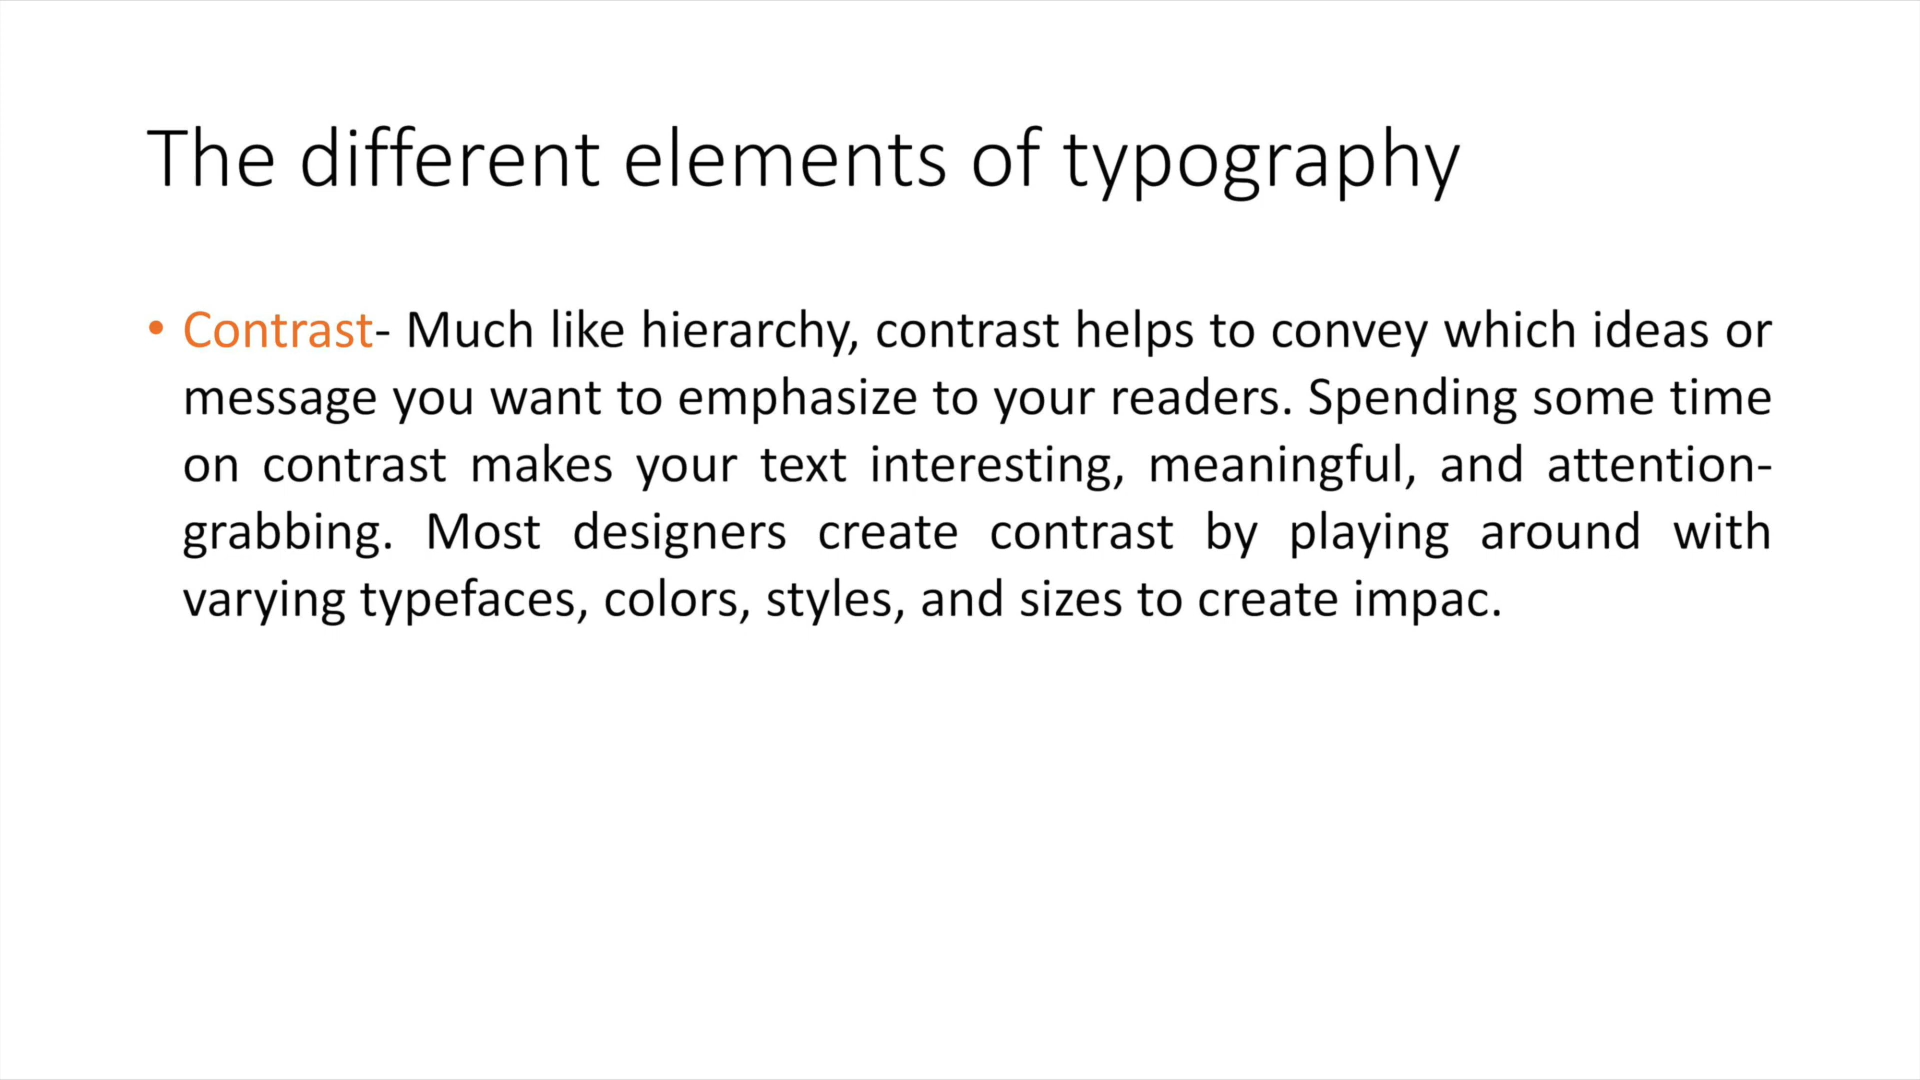 The different elements of typography
• Contrast- Much like hierarchy, contrast helps to convey which ideas or
message you want to emphasize to your readers. Spending some time
on contrast makes your text interesting, meaningful, and attention-
grabbing. Most designers create contrast by playing around with
varying typefaces, colors, styles, and sizes to create impac.